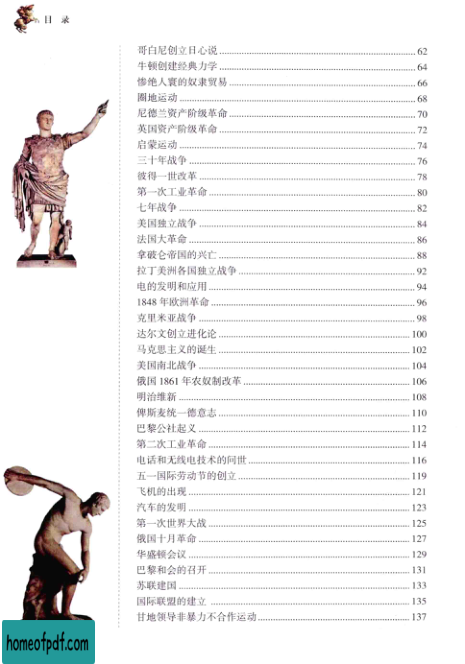 目 录
哥白尼创立日心说 62
牛顿创建经典力学 64
惨绝人寰的奴隶贸易 66
圈地运动 68
尼德兰资产阶级革命 70
英国资产阶级革命 72
启蒙运动 74
三十年战争 76
彼得一世改革 78
第一次工业革命 80
七年战争 82
美国独立战争 84
法国大革命 86
拿破仑帝国的兴亡 88
拉丁美洲各国独立战争 92
电的发明和应用 94
1848 年欧洲革命 96
克里米亚战争 98
达尔文创立进化论 100
马克思主义的诞生 102
美国南北战争 104
俄国 1861 年农奴制改革 106
明治维新 108
俾斯麦统一德意志 110
巴黎公社起义 112
第二次工业革命 114
电话和无线电技术的问世 116
五一国际劳动节的创立 119
飞机的出现 121
汽车的发明 123
第一次世界大战 125
俄国十月革命 127
华盛顿会议 129
巴黎和会的召开 131
苏联建国 133
国际联盟的建立 135
甘地领导非暴力不合作运动 137
homeofpdf.com